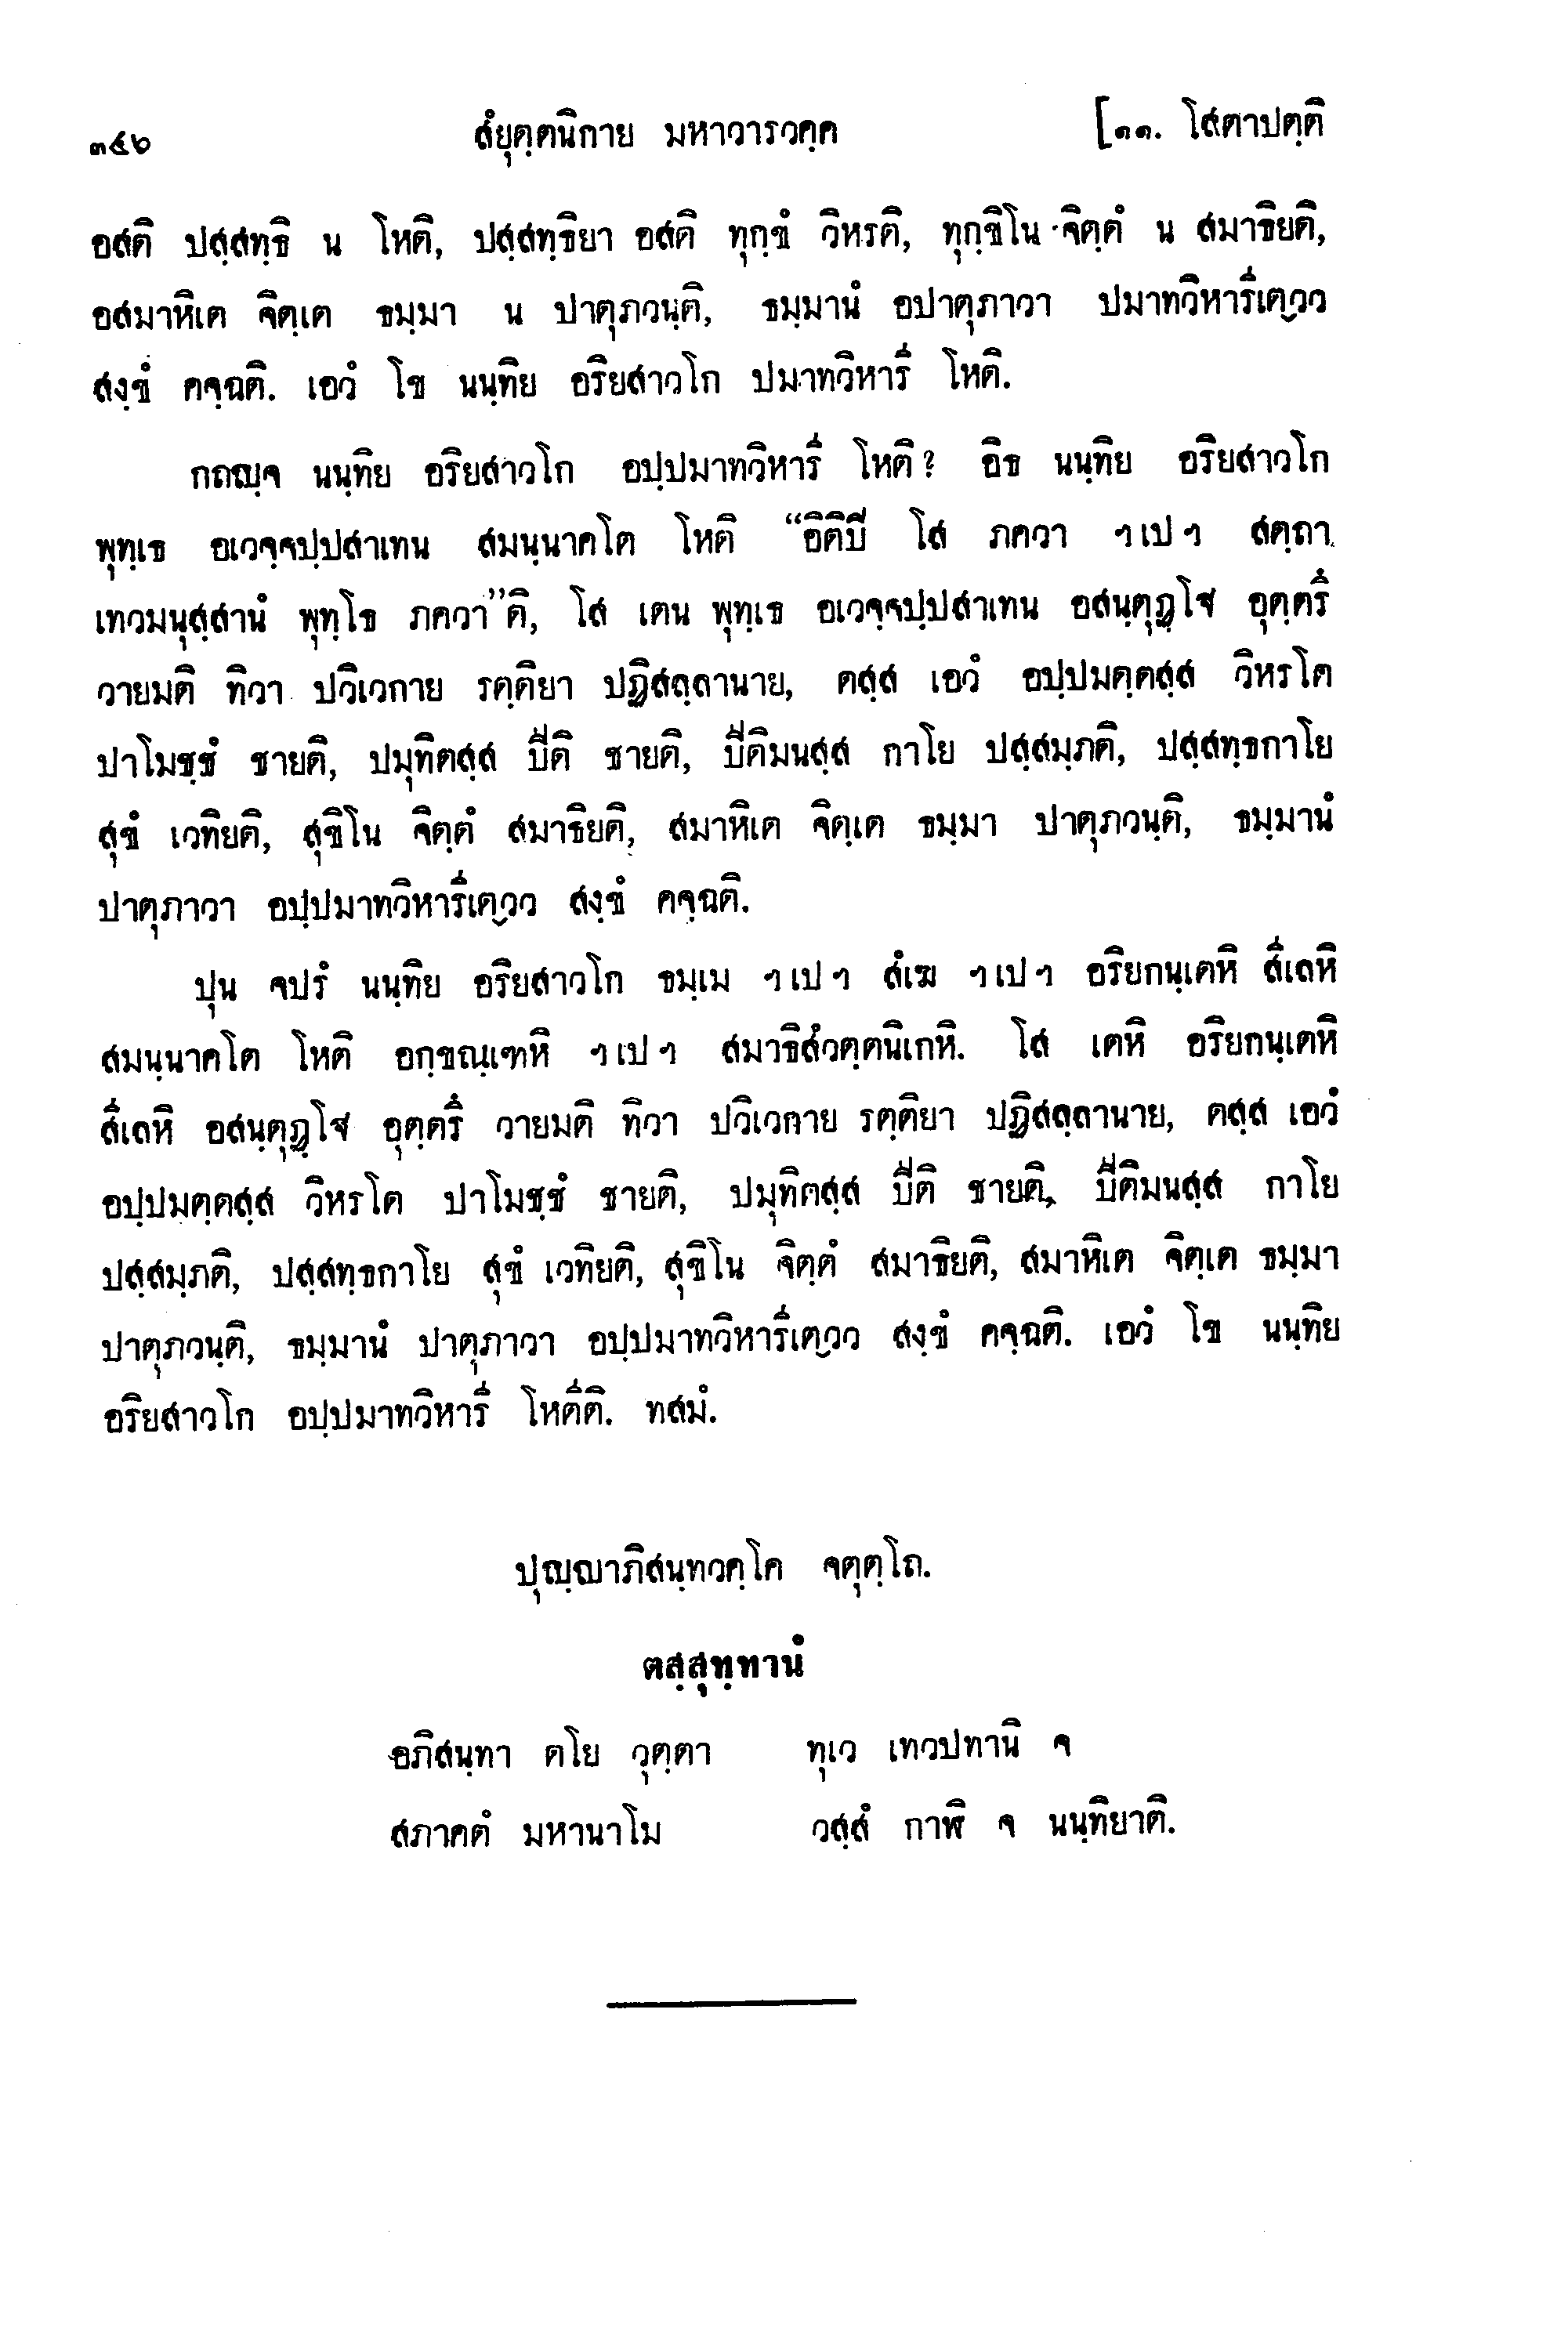 ๓๔๖ สํยุตฺตนิกาย มหาวารวคฺค [๑๑. โสตาปตฺติ
อสติ ปสฺสทฺธิ น โหติ, ปสฺสทฺธิยา อสติ ทุกฺขํ วิหรติ, ทุกฺขิโน จิตฺตํ น สมาธิยติ,
อสมาหิเต จิตฺเต ธมฺมา น ปาตุภวนฺติ, ธมฺมานํ อปาตุภาวา ปมาทวิหารีเตฺวว
สงฺขํ คจฺฉติ. เอวํ โข นนฺทิย อริยสาวโก ปมาทวิหารี โหติ.
กถญฺจ นนฺทิย อริยสาวโก อปฺปมาทวิหารี โหติ? อิธ นนฺทิย อริยสาวโก
พุทฺเธ อเวจฺจปฺปสาเทน สมนฺนาคโต โหติ “อิติปี โส ภควา ฯเปฯ สตฺถา
เทวมนุสฺสานํ พุทฺโธ ภควา”ติ, โส เตน พุทฺเธ อเวจฺจปฺปสาเทน อสนฺตุฏฺโฐ อุตฺตรึ
วายมติ ทิวา ปวิเวกาย รตฺติยา ปฏิสลฺลานาย, ตสฺส เอวํ อปฺปมตฺตสฺส วิหรโต
ปาโมชฺชํ ชายติ, ปมุทิตสฺส ปีติ ชายติ, ปีติมนสฺส กาโย ปสฺสมฺภติ, ปสฺสทฺธกาโย
สุขํ เวทิยติ, สุขิโน จิตฺตํ สมาธิยติ, สมาหิเต จิตฺเต ธมฺมา ปาตุภวนฺติ, ธมฺมานํ
ปาตุภาวา อปฺปมาทวิหารีเตฺวว สงฺขํ คจฺฉติ.
ปุน จปรํ นนฺทิย อริยสาวโก ธมฺเม ฯเปฯ สํเฆ ฯเปฯ อริยกนฺเตหิ สีเลหิ
สมนฺนาคโต โหติ อกฺขณฺเฑหิ ฯเปฯ สมาธิสํวตฺตนิเกหิ. โส เตหิ อริยกนฺเตหิ
สีเลหิ อสนฺตุฏฺโฐ อุตฺตรึ วายมติ ทิวา ปวิเวกาย รตฺติยา ปฏิสลฺลานาย, ตสฺส เอวํ
อปฺปมตฺตสฺส วิหรโต ปาโมชฺชํ ชายติ, ปมุทิตสฺส ปีติ ชายติ, ปีติมนสฺส กาโย
ปสฺสมฺภติ, ปสฺสทฺธกาโย สุขํ เวทิยติ, สุขิโน จิตฺตํ สมาธิยติ, สมาหิเต จิตฺเต ธมฺมา
ปาตุภวนฺติ, ธมฺมานํ ปาตุภาวา อปฺปมาทวิหารีเตฺวว สงฺขํ คจฺฉติ. เอวํ โข นนฺทิย
อริยสาวโก อปฺปมาทวิหารี โหตีติ. ทสมํ.
ปุญฺญาภิสนฺทวคฺโค จตุตฺโถ.
ตสฺสุทฺทานํ
อภิสนฺทา ตโย วุตฺตา ทุเว เทวปทานิ จ
สภาคตํ มหานาโม วสฺสํ กาฬิ จ นนฺทิยาติ.